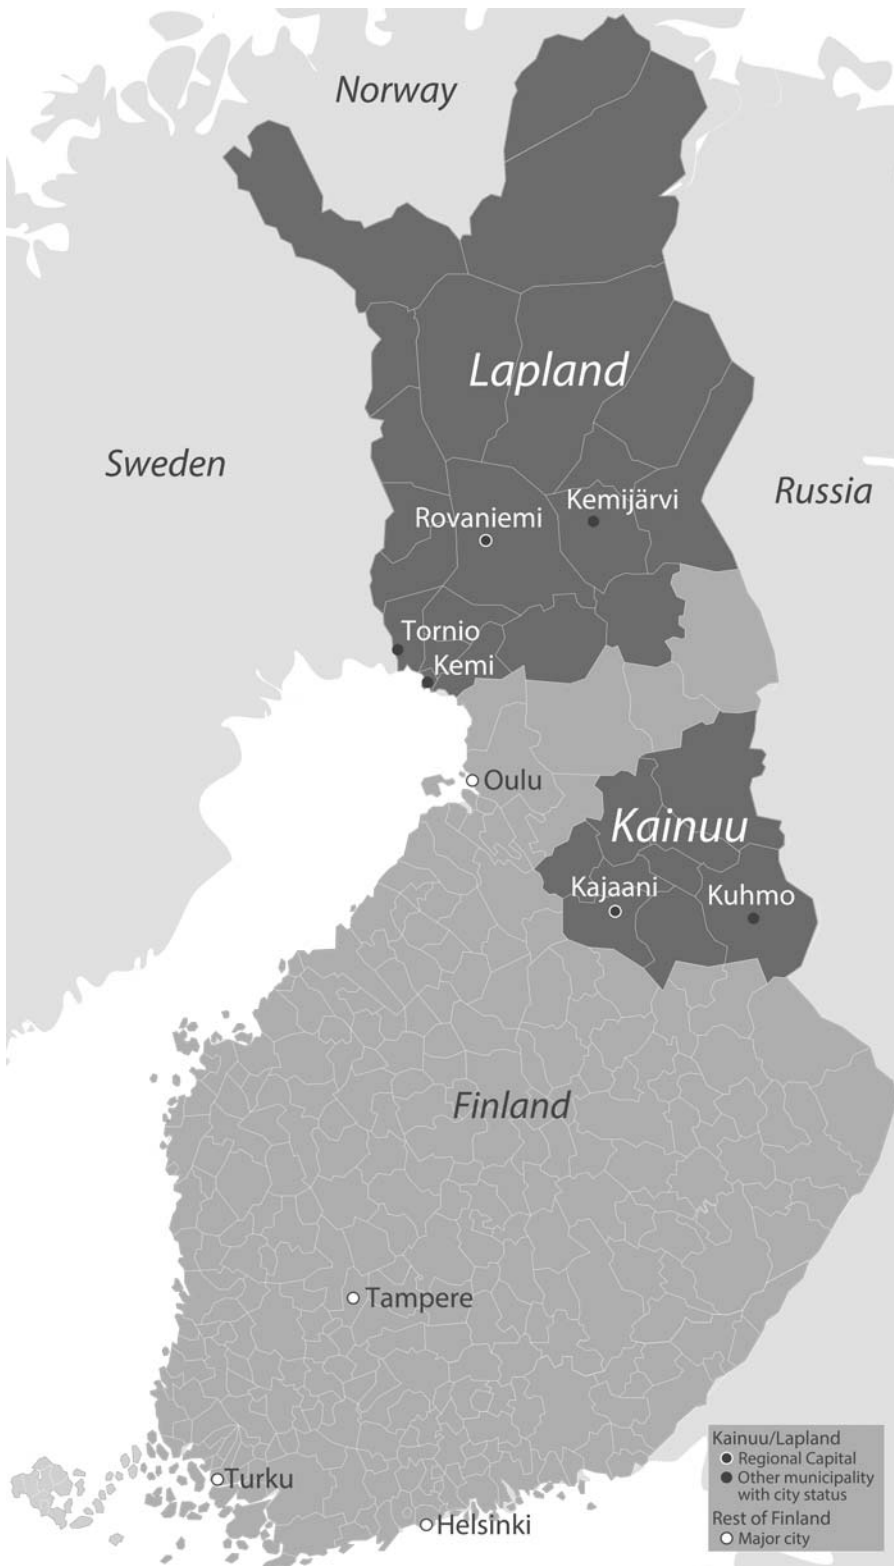 Norway
Lapland
Sweden
Russia
Kemijärvi
Rovaniemi
Tornio
Kemi
Oulu
Kainuu
Kajaani
Kuhmo
Finland
Tampere
Turku
Helsinki
Kainuu/Lapland
Regional Capital
Other municipality
with city status
Rest of Finland
Major city